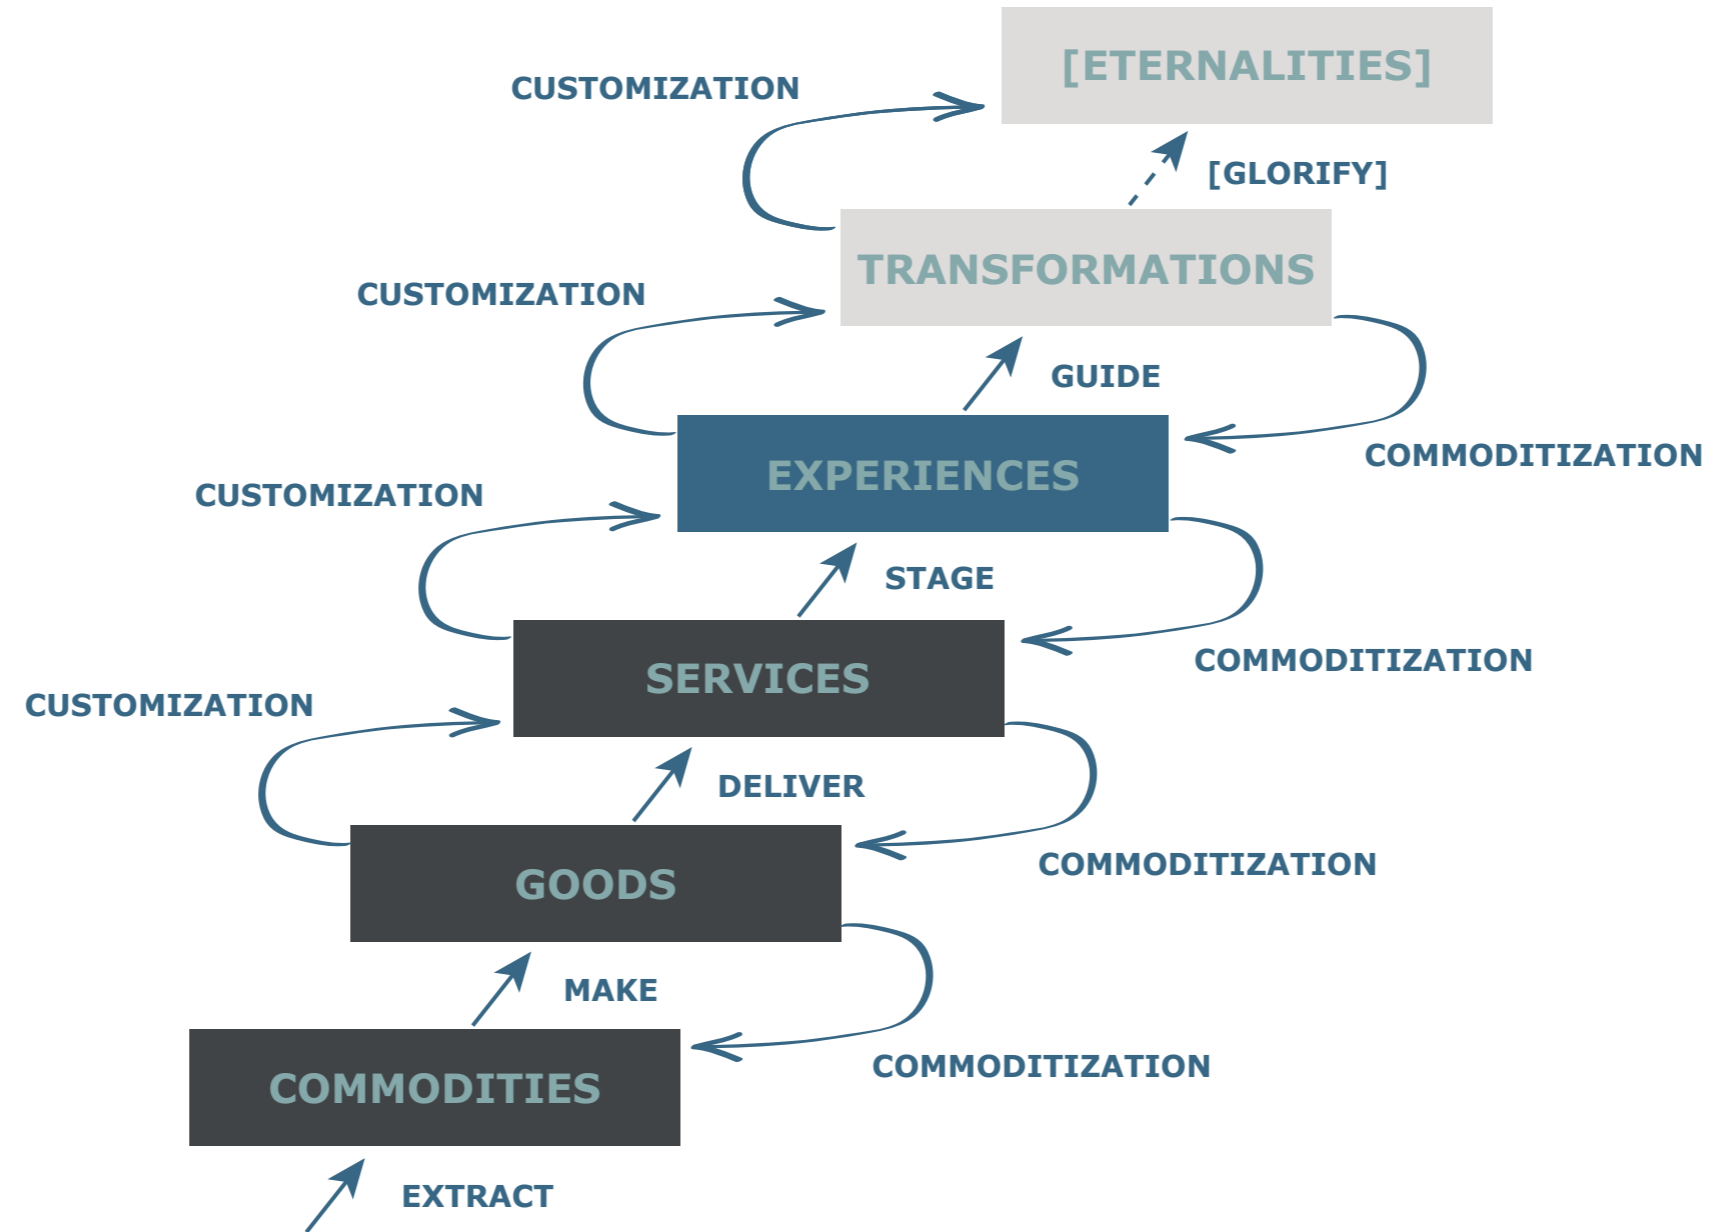 [ETERNALITIES]
CUSTOMIZATION
[GLORIFY]
TRANSFORMATIONS
CUSTOMIZATION
GUIDE
COMMODITIZATION
EXPERIENCES
CUSTOMIZATION
STAGE
COMMODITIZATION
SERVICES
CUSTOMIZATION
DELIVER
COMMODITIZATION
GOODS
MAKE
COMMODITIZATION
COMMODITIES
EXTRACT